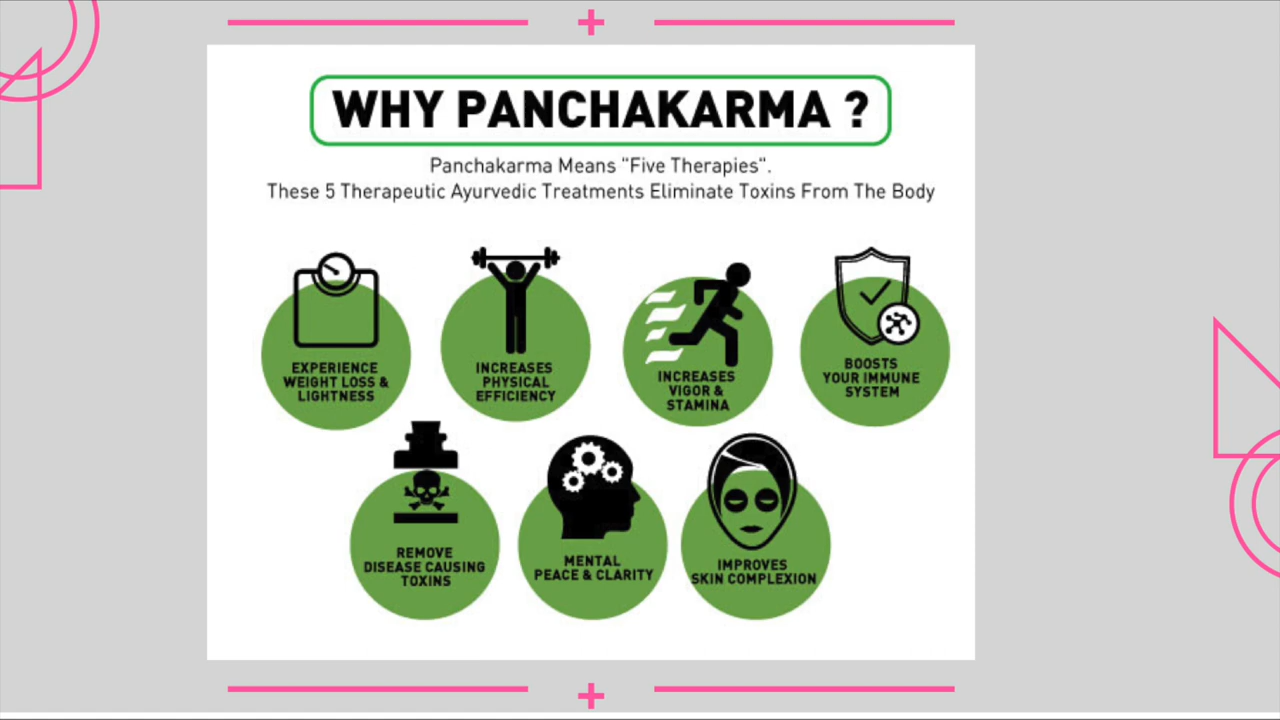 WHY PANCHAKARMA ?
Panchakarma Means "Five Therapies".
These 5 Therapeutic Ayurvedic Treatments Eliminate Toxins From The Body
EXPERIENCE
WEIGHT LOSS &
LIGHTNESS
INCREASES
PHYSICAL
EFFICIENCY
INCREASES
VIGOR &
STAMINA
BOOSTS
YOUR IMMUNE
SYSTEM
REMOVE
DISEASE CAUSING
TOXINS
MENTAL
PEACE & CLARITY
IMPROVES
SKIN COMPLEXION